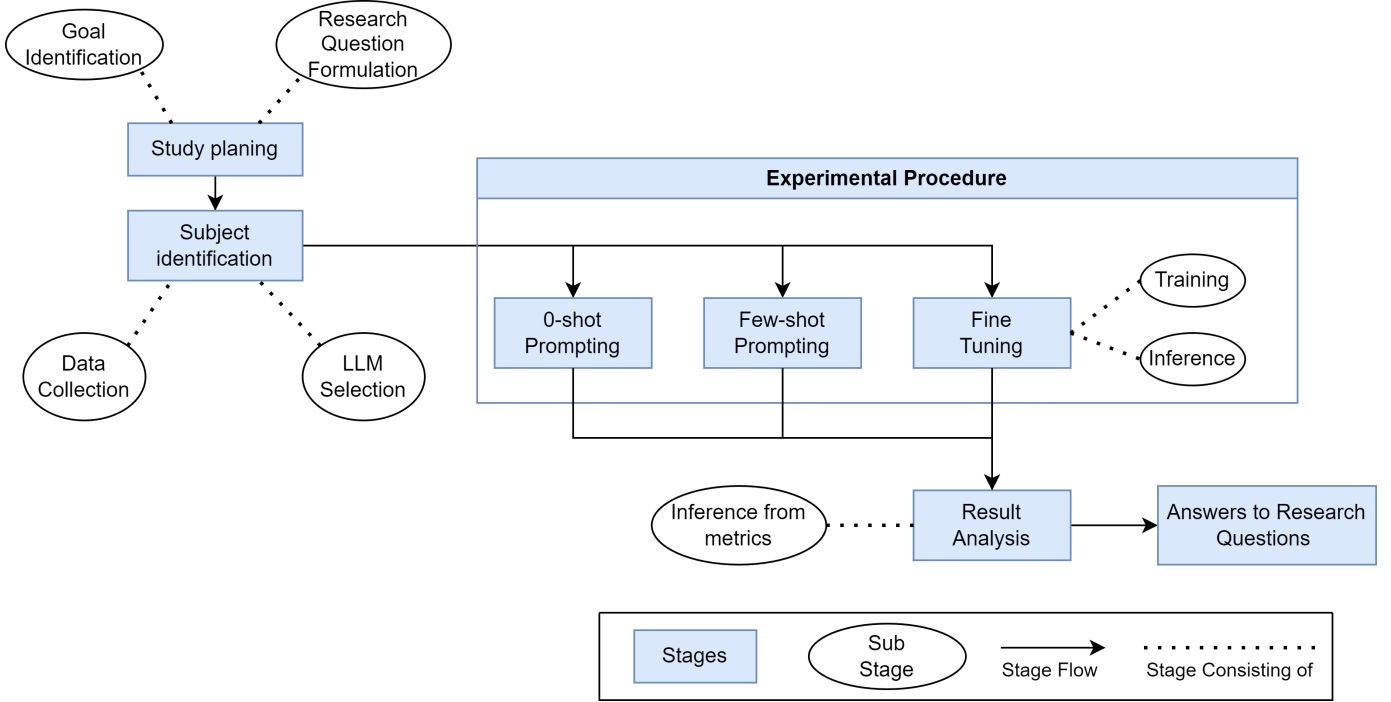 Goal
Identification
Research
Question
Formulation
Study planing
Subject
identification
Data
Collection
LLM
Selection
Experimental Procedure
0-shot
Prompting
Few-shot
Prompting
Fine
Tuning
Training
Inference
Inference from
metrics
Result
Analysis
Answers to Research
Questions
Stages
Sub
Stage
Stage Flow
Stage Consisting of